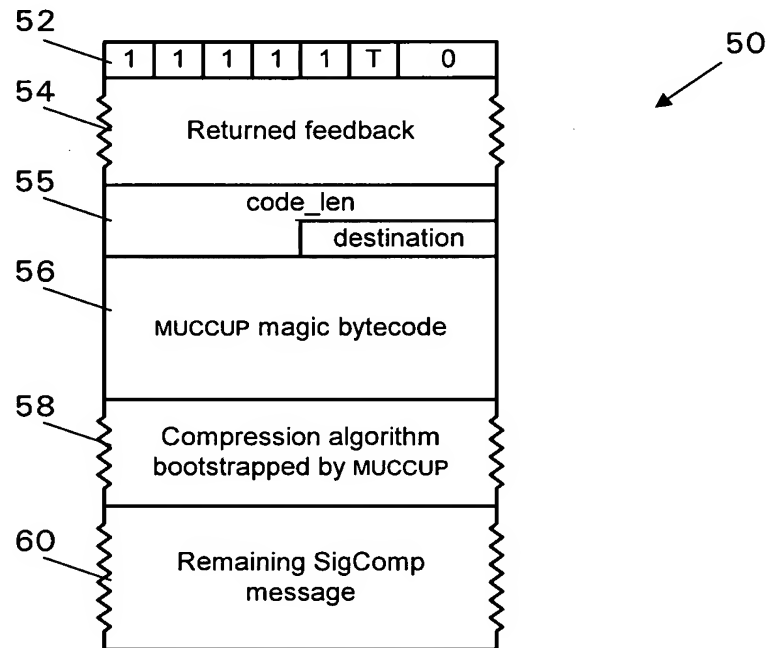 52
1 1 1 1 1 T 0
50
54
Returned feedback
55
code_len
destination
56
MUCCUP magic bytecode
58
Compression algorithm
bootstrapped by MUCCUP
60
Remaining SigComp
message